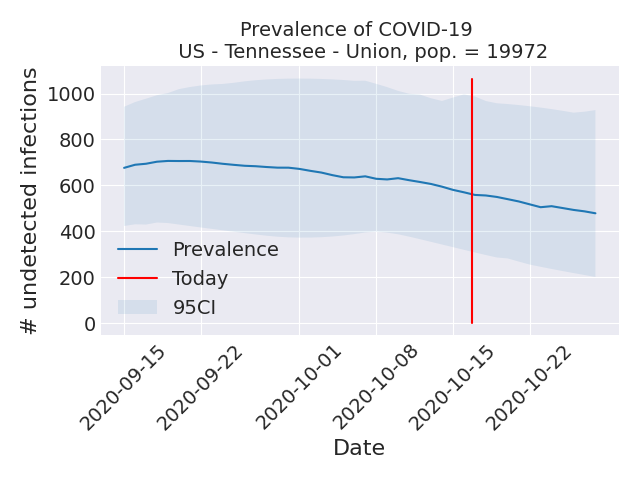 Prevalence of COVID-19
US - Tennessee - Union, pop. = 19972
# undetected infections
1000
800
600
400
200
0
Prevalence
Today
95CI
2020-09-15
2020-09-22
2020-10-01
2020-10-08
2020-10-15
2020-10-22
Date